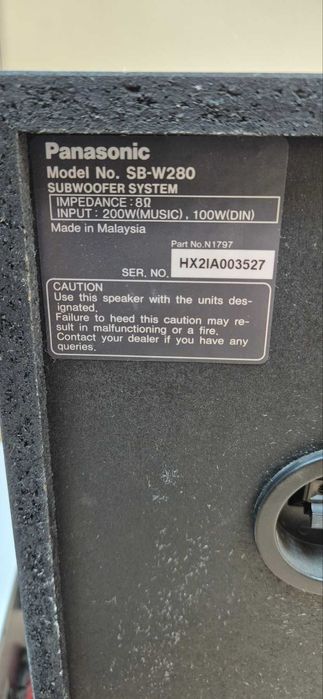 Panasonic
Model No. SB-W280
SUBWOOFER SYSTEM
IMPEDANCE : 8Ω
INPUT : 200W(MUSIC), 100W(DIN)
Made in Malaysia
Part No.N1797
SER. NO. HX2IA003527
CAUTION
Use this speaker with the units des-
ignated.
Failure to heed this caution may re-
sult in malfunctioning or a fire.
Contact your dealer if you have any
queries.